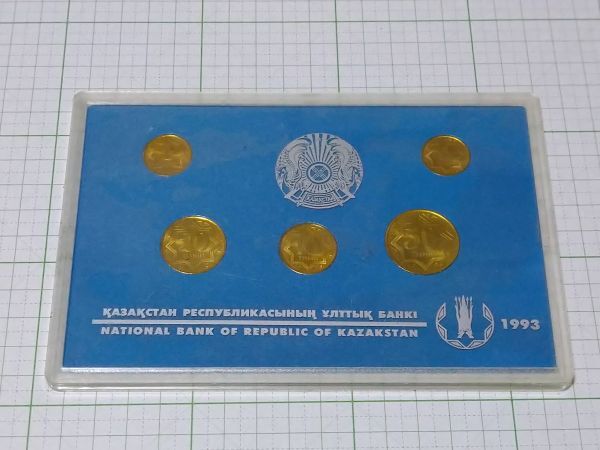 ҚАЗАҚСТАН РЕСПУБЛИКАСЫНЫҢ ҰЛТТЫҚ БАНКІ
NATIONAL BANK OF REPUBLIC OF KAZAKSTAN
1993